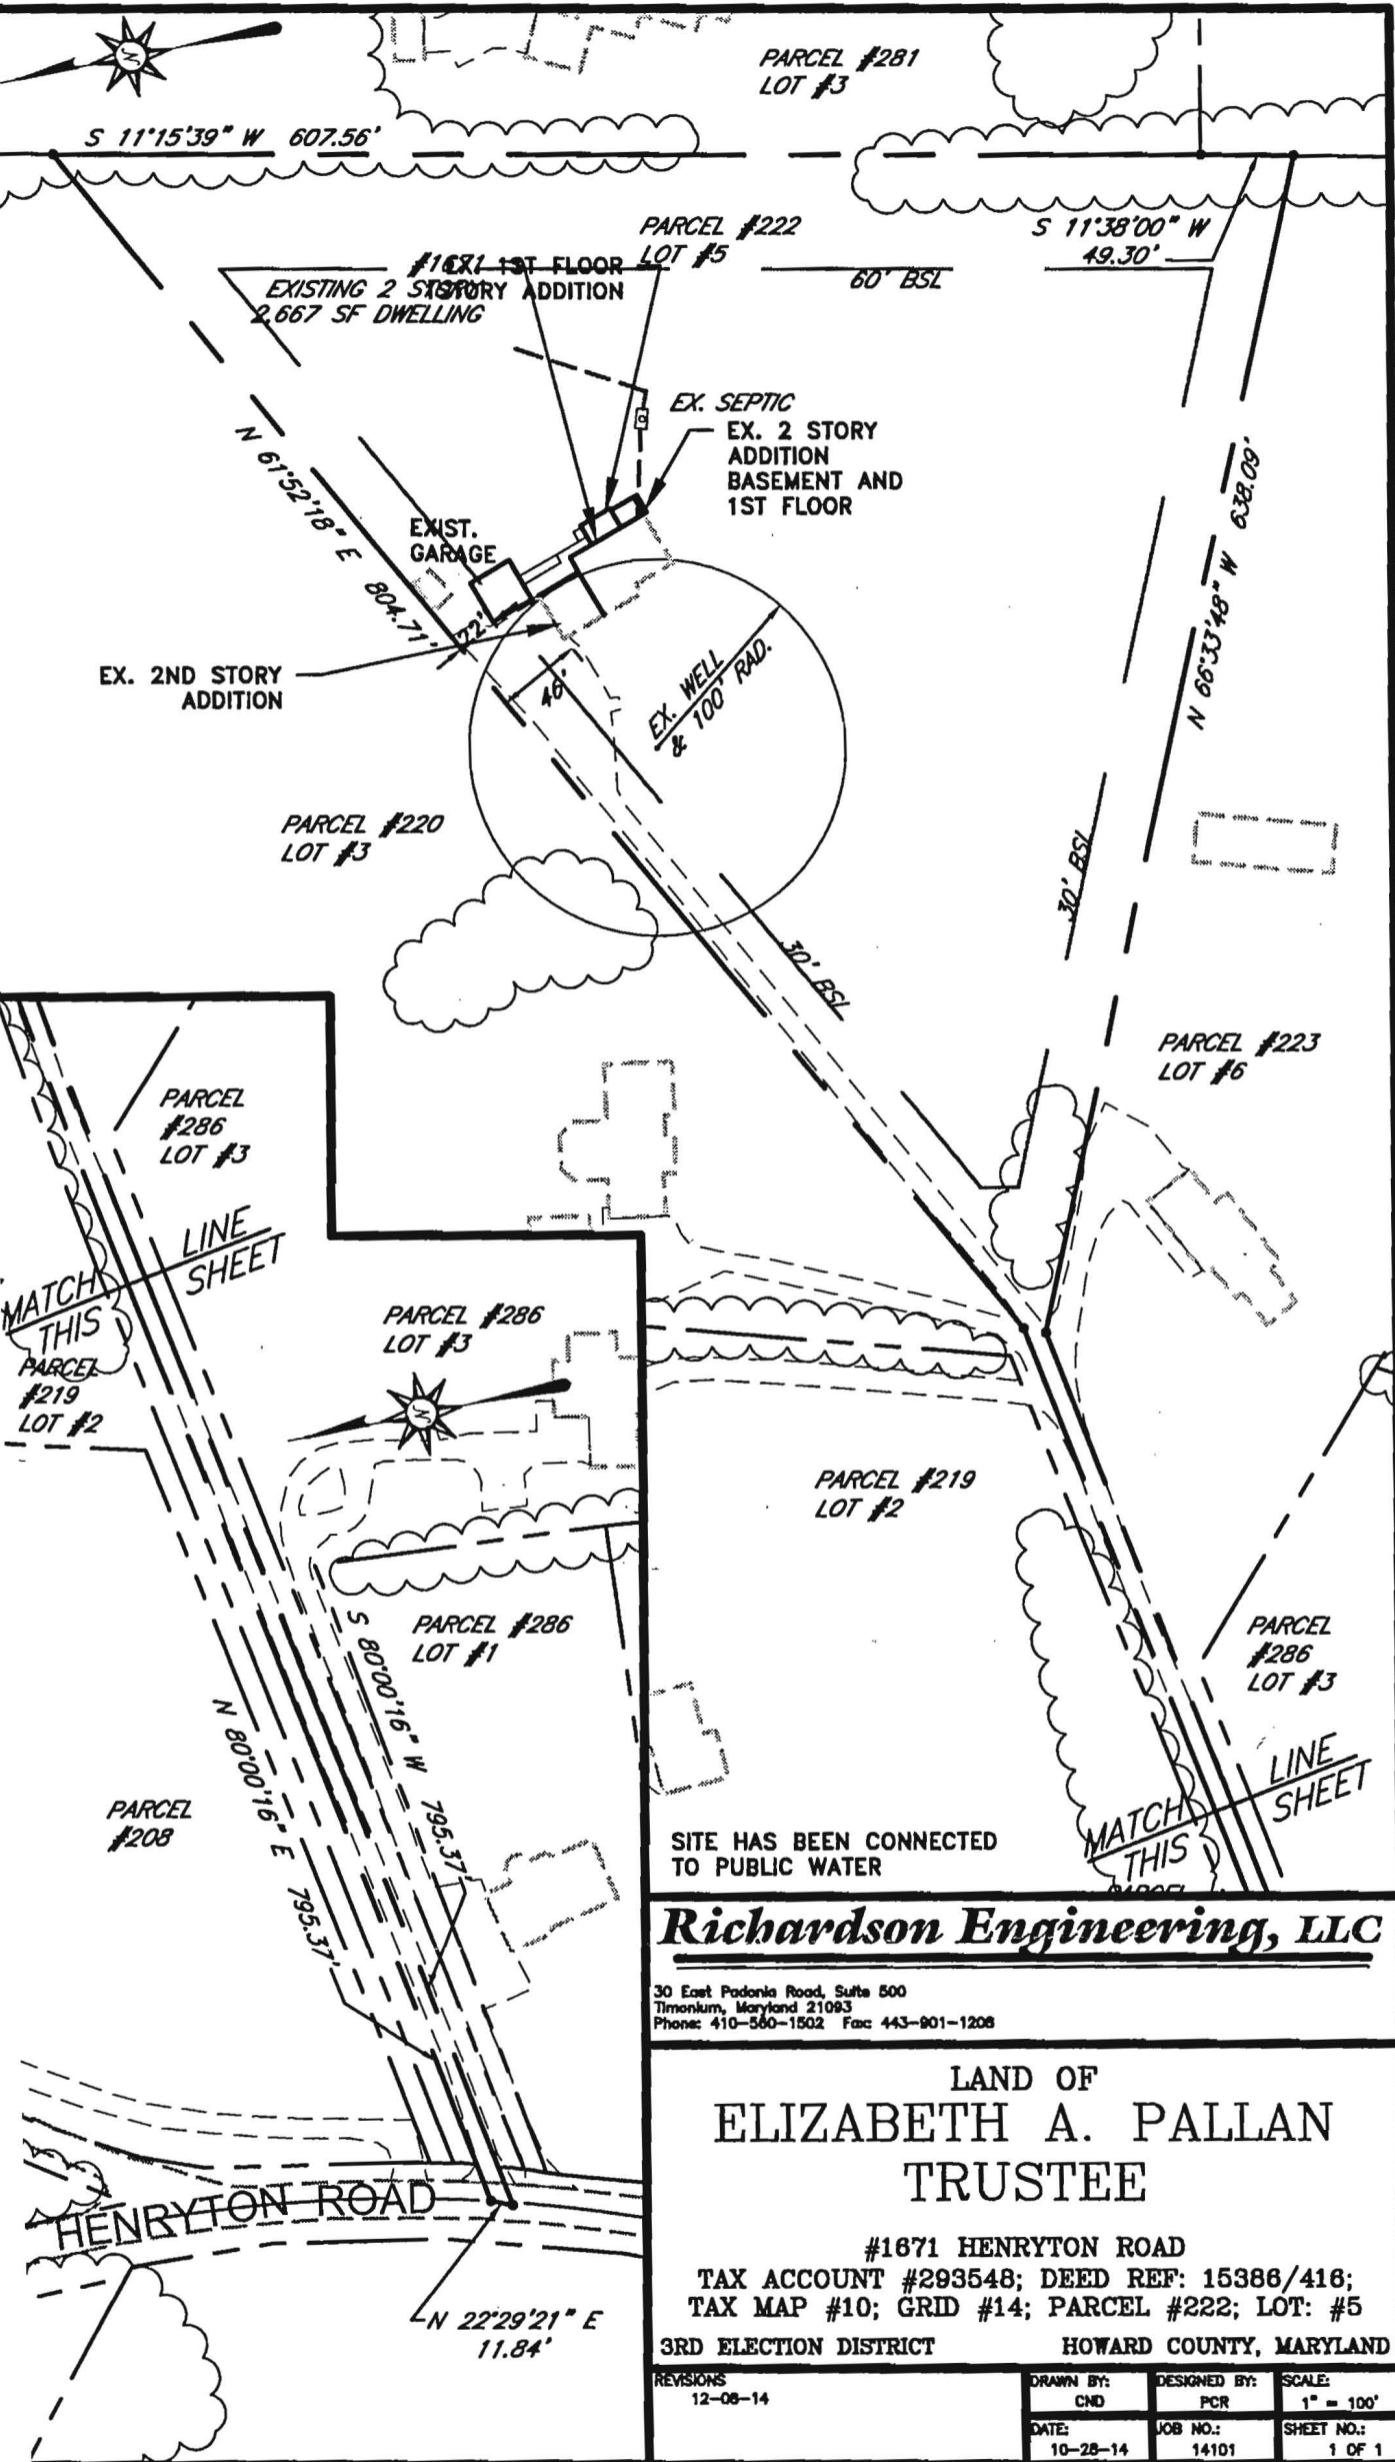 PARCEL #281
LOT #3
S 11°15'39" W 607.56'
PARCEL #222
LOT #5
S 11°38'00" W
49.30'
60' BSL
#1671
EXISTING 2 STORY
2,667 SF DWELLING
EX. 1ST FLOOR
STORY ADDITION
EX. SEPTIC
EX. 2 STORY
ADDITION
BASEMENT AND
1ST FLOOR
N 61°52'18" E 804.71'
EXIST.
GARAGE
22'
EX. 2ND STORY
ADDITION
46'
EX. WELL
& 100' RAD.
N 66°33'48" W 638.09'
PARCEL #220
LOT #3
30' BSL
30' BSL
PARCEL #223
LOT #6
PARCEL
#286
LOT #3
LINE
SHEET
MATCH
THIS
PARCEL
#219
LOT #2
PARCEL #286
LOT #3
N
PARCEL #219
LOT #2
PARCEL #286
LOT #1
S 80°00'16" W 795.37'
N 80°00'16" E 795.37'
PARCEL
#208
PARCEL
#286
LOT #3
LINE
SHEET
MATCH
THIS
SITE HAS BEEN CONNECTED
TO PUBLIC WATER
HENRYTON ROAD
N 22°29'21" E
11.84'
Richardson Engineering, LLC
30 East Padonia Road, Suite 500
Timonium, Maryland 21093
Phone: 410-560-1502 Fax: 443-901-1208
LAND OF
ELIZABETH A. PALLAN
TRUSTEE
#1671 HENRYTON ROAD
TAX ACCOUNT #293548; DEED REF: 15386/416;
TAX MAP #10; GRID #14; PARCEL #222; LOT: #5
3RD ELECTION DISTRICT HOWARD COUNTY, MARYLAND
REVISIONS
12-08-14
DRAWN BY:
CND
DESIGNED BY:
PCR
SCALE:
1" = 100'
DATE:
10-28-14
JOB NO.:
14101
SHEET NO.:
1 OF 1